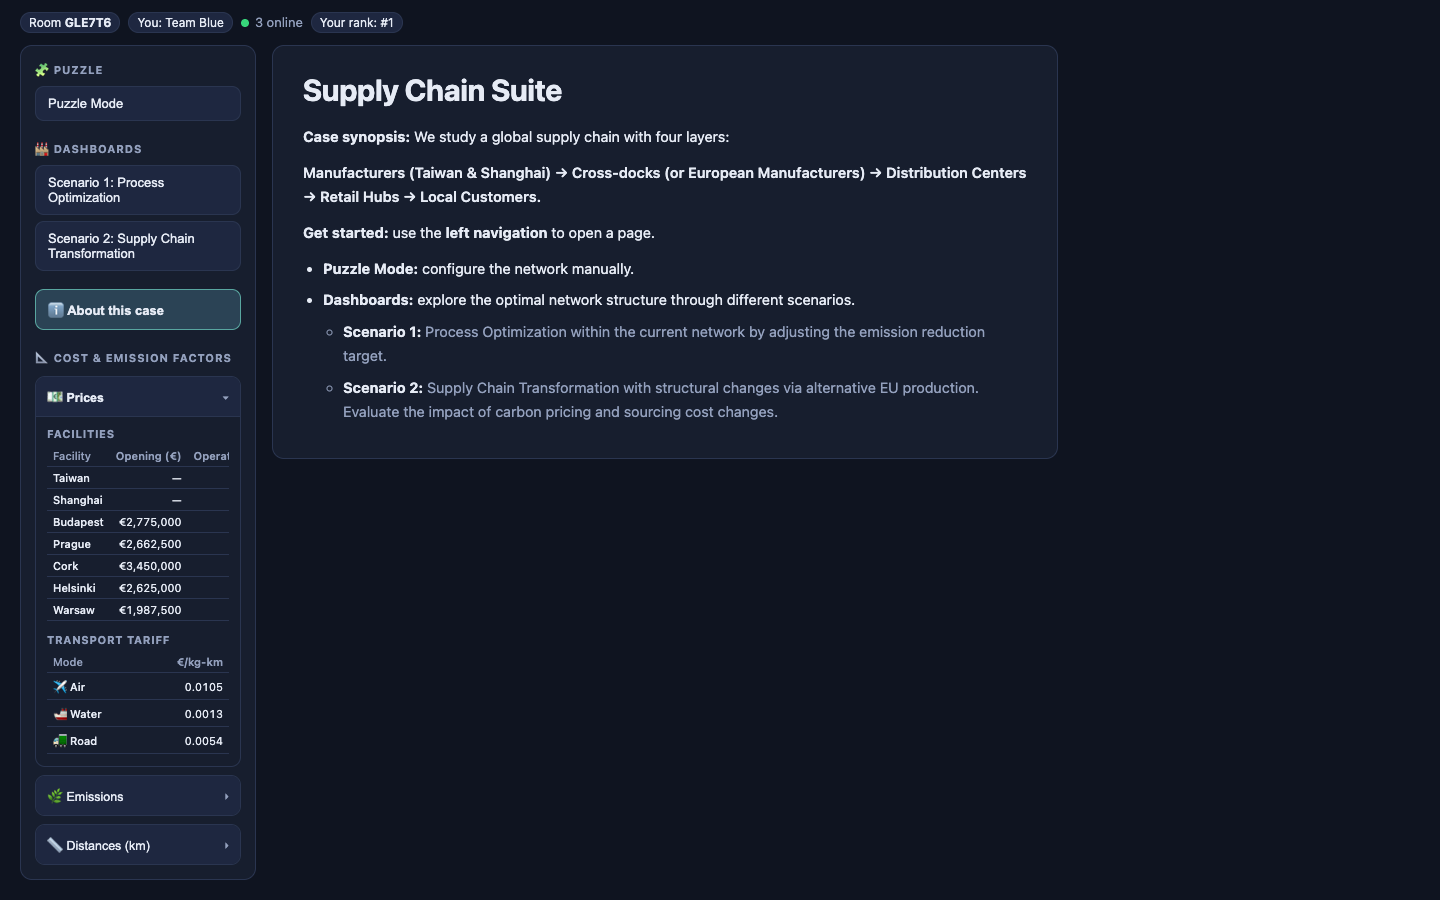 Room GLE7T6
You: Team Blue
3 online
Your rank: #1
PUZZLE
Puzzle Mode
DASHBOARDS
Scenario 1: Process
Optimization
Scenario 2: Supply Chain
Transformation
About this case
COST & EMISSION FACTORS
Prices
FACILITIES
Facility Opening (€) Operat
Taiwan —
Shanghai —
Budapest €2,775,000
Prague €2,662,500
Cork €3,450,000
Helsinki €2,625,000
Warsaw €1,987,500
TRANSPORT TARIFF
Mode €/kg-km
Air 0.0105
Water 0.0013
Road 0.0054
Emissions
Distances (km)
Supply Chain Suite
Case synopsis: We study a global supply chain with four layers:
Manufacturers (Taiwan & Shanghai) → Cross-docks (or European Manufacturers) → Distribution Centers
→ Retail Hubs → Local Customers.
Get started: use the left navigation to open a page.
• Puzzle Mode: configure the network manually.
• Dashboards: explore the optimal network structure through different scenarios.
◦ Scenario 1: Process Optimization within the current network by adjusting the emission reduction
target.
◦ Scenario 2: Supply Chain Transformation with structural changes via alternative EU production.
Evaluate the impact of carbon pricing and sourcing cost changes.